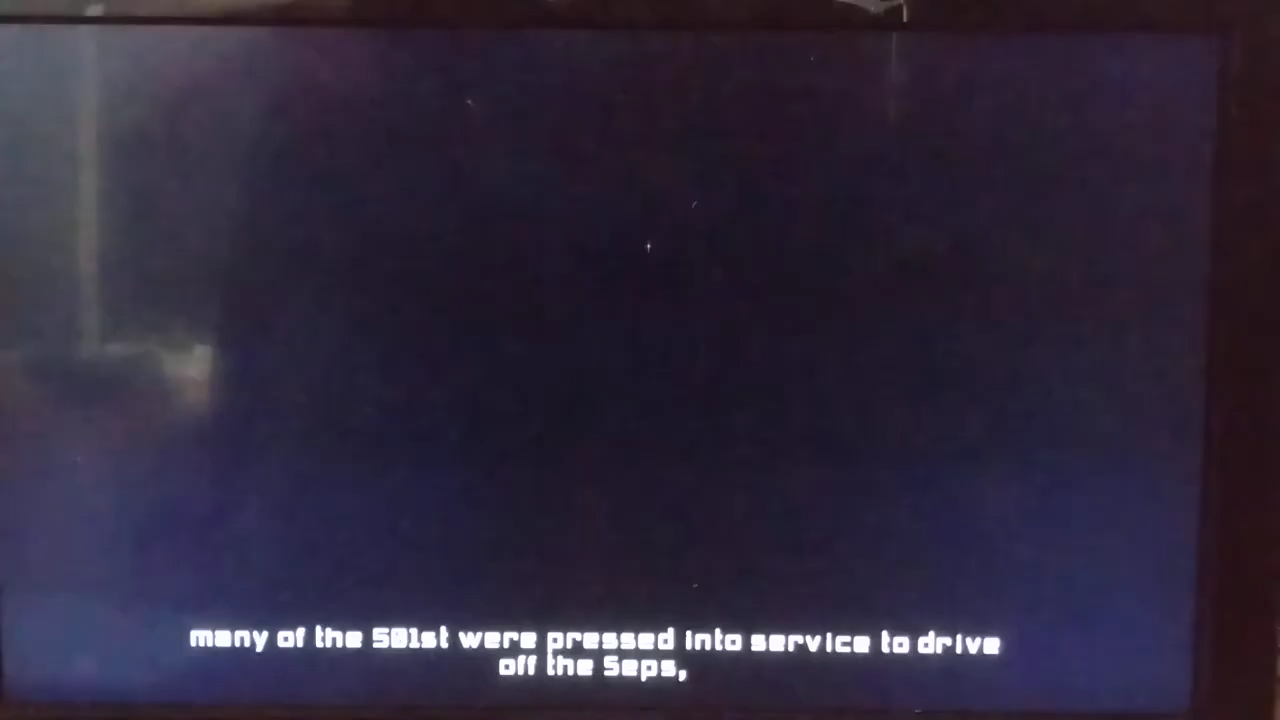 many of the 501st were pressed into service to drive
off the Seps,